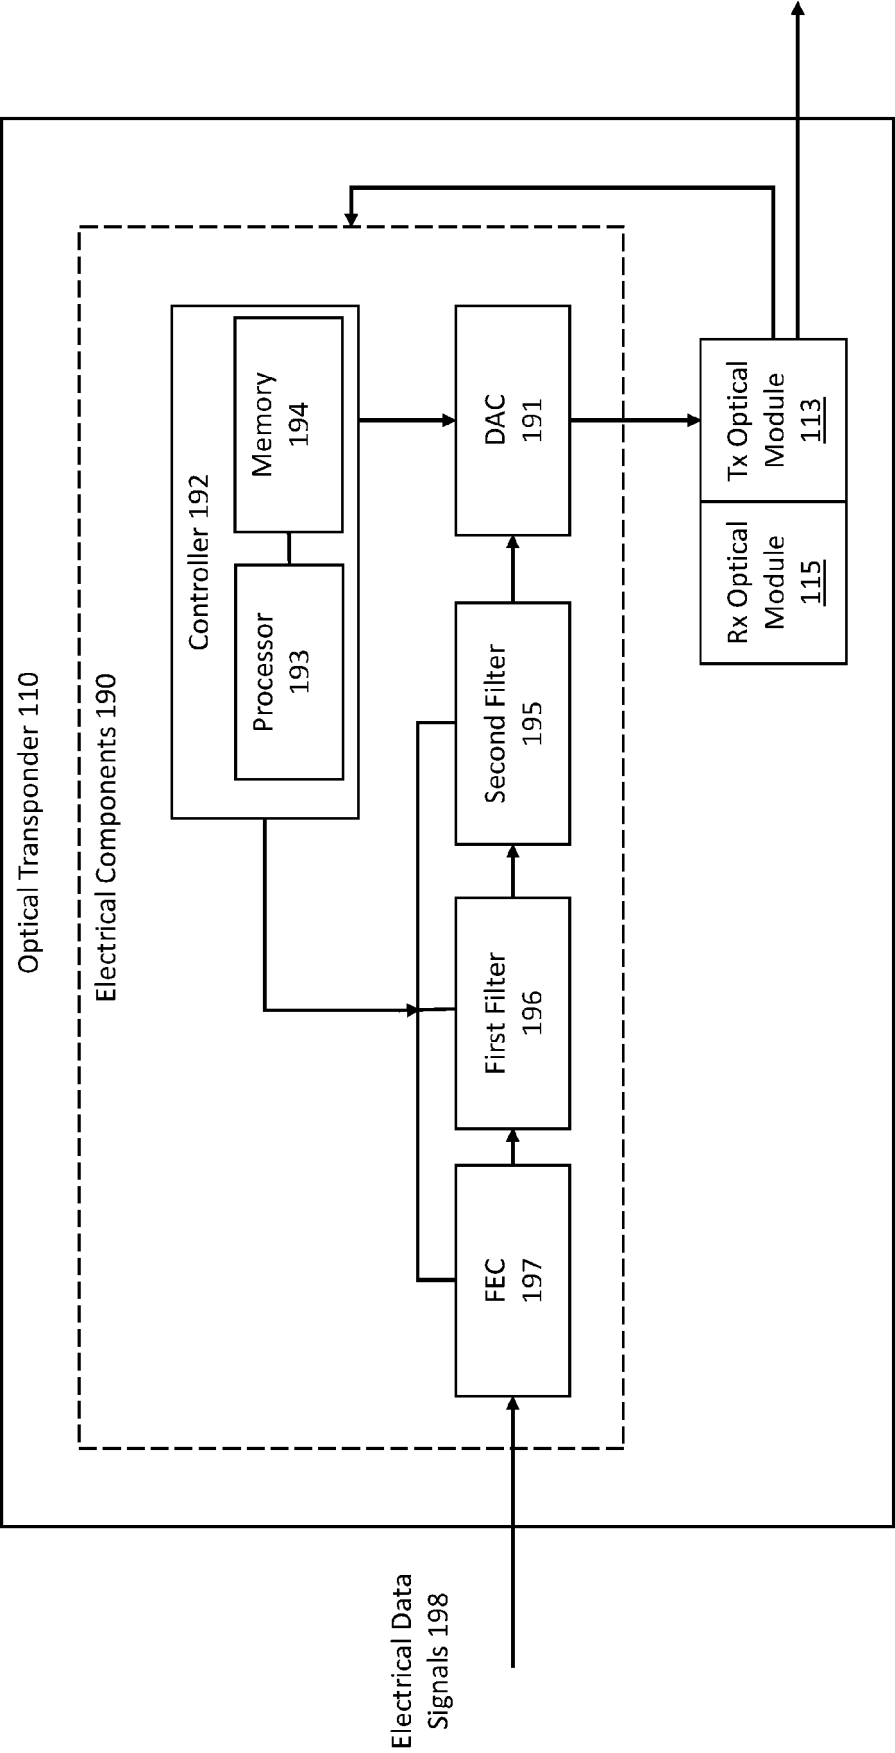 Optical Transponder 110
Electrical Components 190
Controller 192
Processor
193
Memory
194
Electrical Data
Signals 198
FEC
197
First Filter
196
Second Filter
195
DAC
191
Rx Optical
Module
115
Tx Optical
Module
113